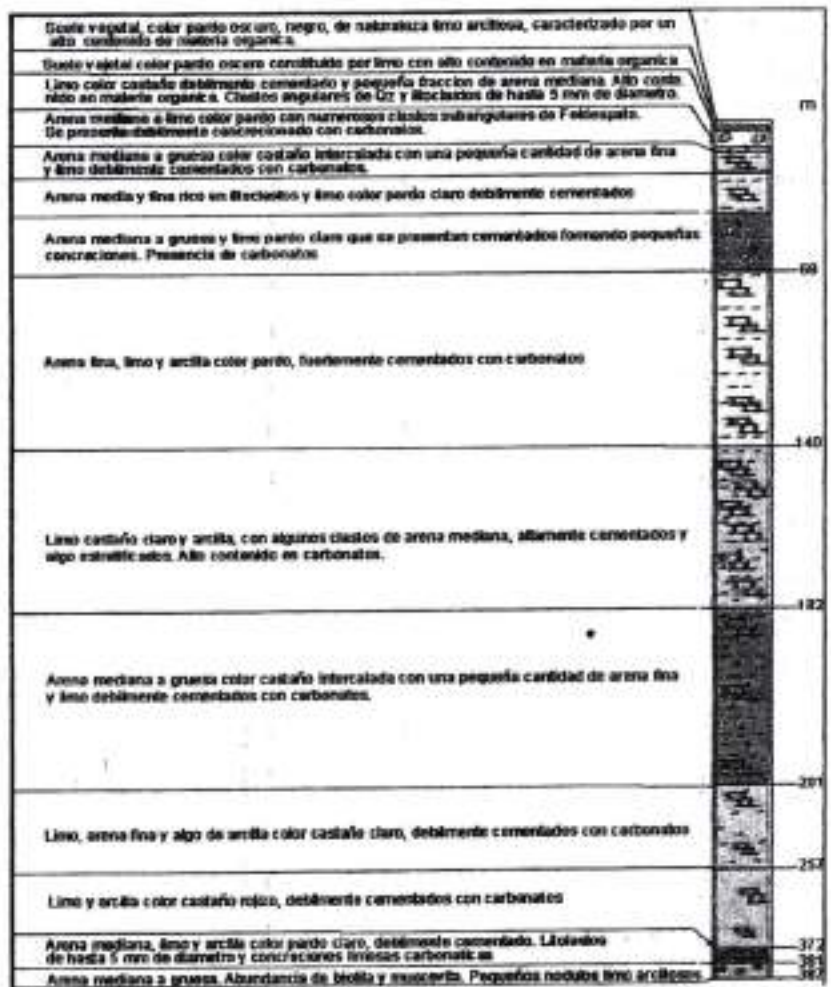 Suelo vegetal, color pardo oscuro, negro, de naturaleza limo arcillosa, caracterizado por un
alto contenido de materia organica.
Suelo vegetal color pardo oscuro constituido por limo con alto contenido en materia organica
Limo color castaño debilmente cementado y pequeña fraccion de arena mediana. Alto conte
nido en materia organica. Clastos angulares de Qz y litoclastos de hasta 5 mm de diametro.
m
Arena mediana a limo color pardo con numerosos clastos subangulares de Feldespato.
Se presenta debilmente concrecionado con carbonatos.
Arena mediana a gruesa color castaño intercalada con una pequeña cantidad de arena fina
y limo debilmente cementados con carbonatos.
Arena media y fina rico en litoclastos y limo color pardo claro debilmente cementados
Arena mediana a gruesa y limo pardo claro que se presentan cementados formando pequeñas
concreciones. Presencia de carbonatos
Arena fina, limo y arcilla color pardo, fuertemente cementados con carbonatos
140
Limo castaño claro y arcilla, con algunos clastos de arena mediana, altamente cementados y
algo estratificados. Alto contenido en carbonatos.
Arena mediana a gruesa color castaño intercalada con una pequeña cantidad de arena fina
y limo debilmente cementados con carbonatos.
201
Limo, arena fina y algo de arcilla color castaño claro, debilmente cementados con carbonatos
257
Limo y arcilla color castaño rojizo, debilmente cementados con carbonatos
372
Arena mediana, limo y arcilla color pardo claro, debilmente cementado. Litoclastos
de hasta 5 mm de diametro y concreciones limosas carbonaticas
381
Arena mediana a gruesa. Abundancia de biotita y muscovita. Pequeños nodulos limo arcillosos
387